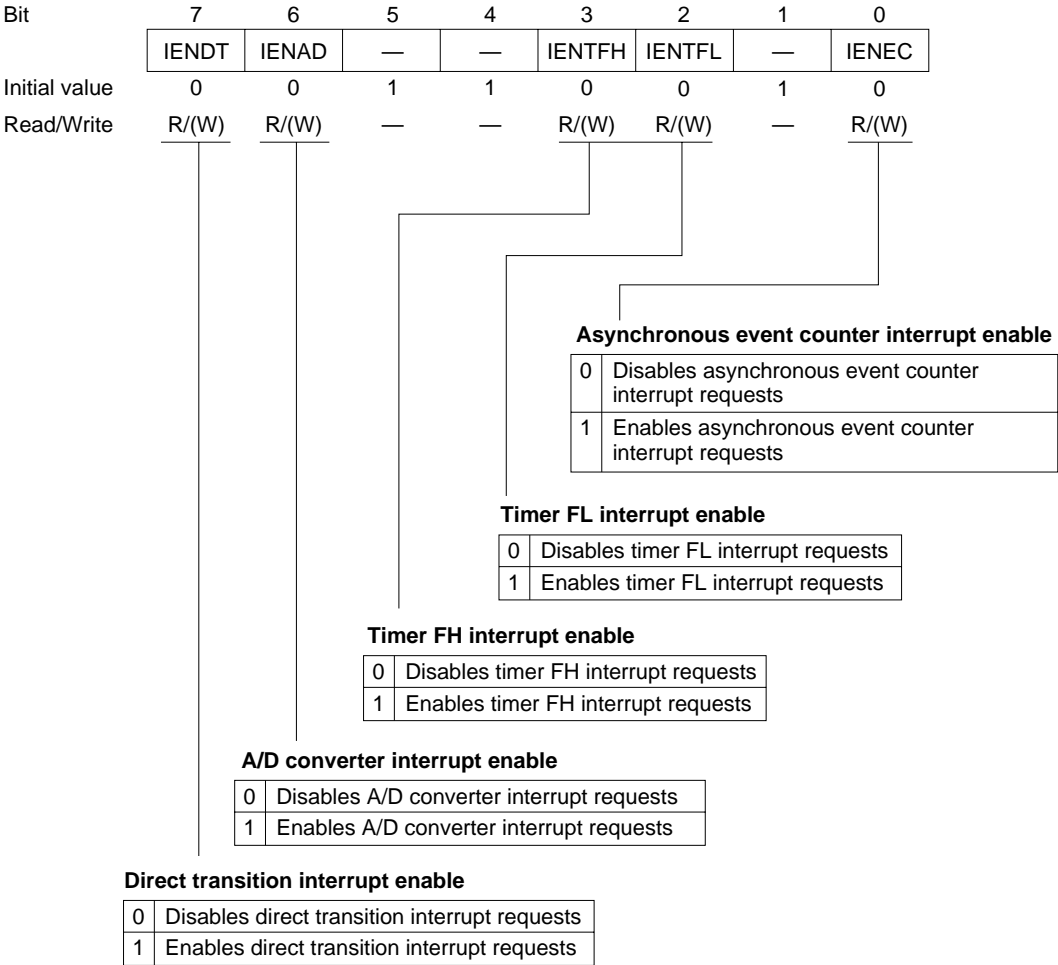 Bit 7 6 5 4 3 2 1 0
IENDT IENAD — — IENTFH IENTFL — IENEC
Initial value 0 0 1 1 0 0 1 0
Read/Write R/(W) R/(W) — — R/(W) R/(W) — R/(W)
Asynchronous event counter interrupt enable
0 Disables asynchronous event counter
interrupt requests
1 Enables asynchronous event counter
interrupt requests
Timer FL interrupt enable
0 Disables timer FL interrupt requests
1 Enables timer FL interrupt requests
Timer FH interrupt enable
0 Disables timer FH interrupt requests
1 Enables timer FH interrupt requests
A/D converter interrupt enable
0 Disables A/D converter interrupt requests
1 Enables A/D converter interrupt requests
Direct transition interrupt enable
0 Disables direct transition interrupt requests
1 Enables direct transition interrupt requests